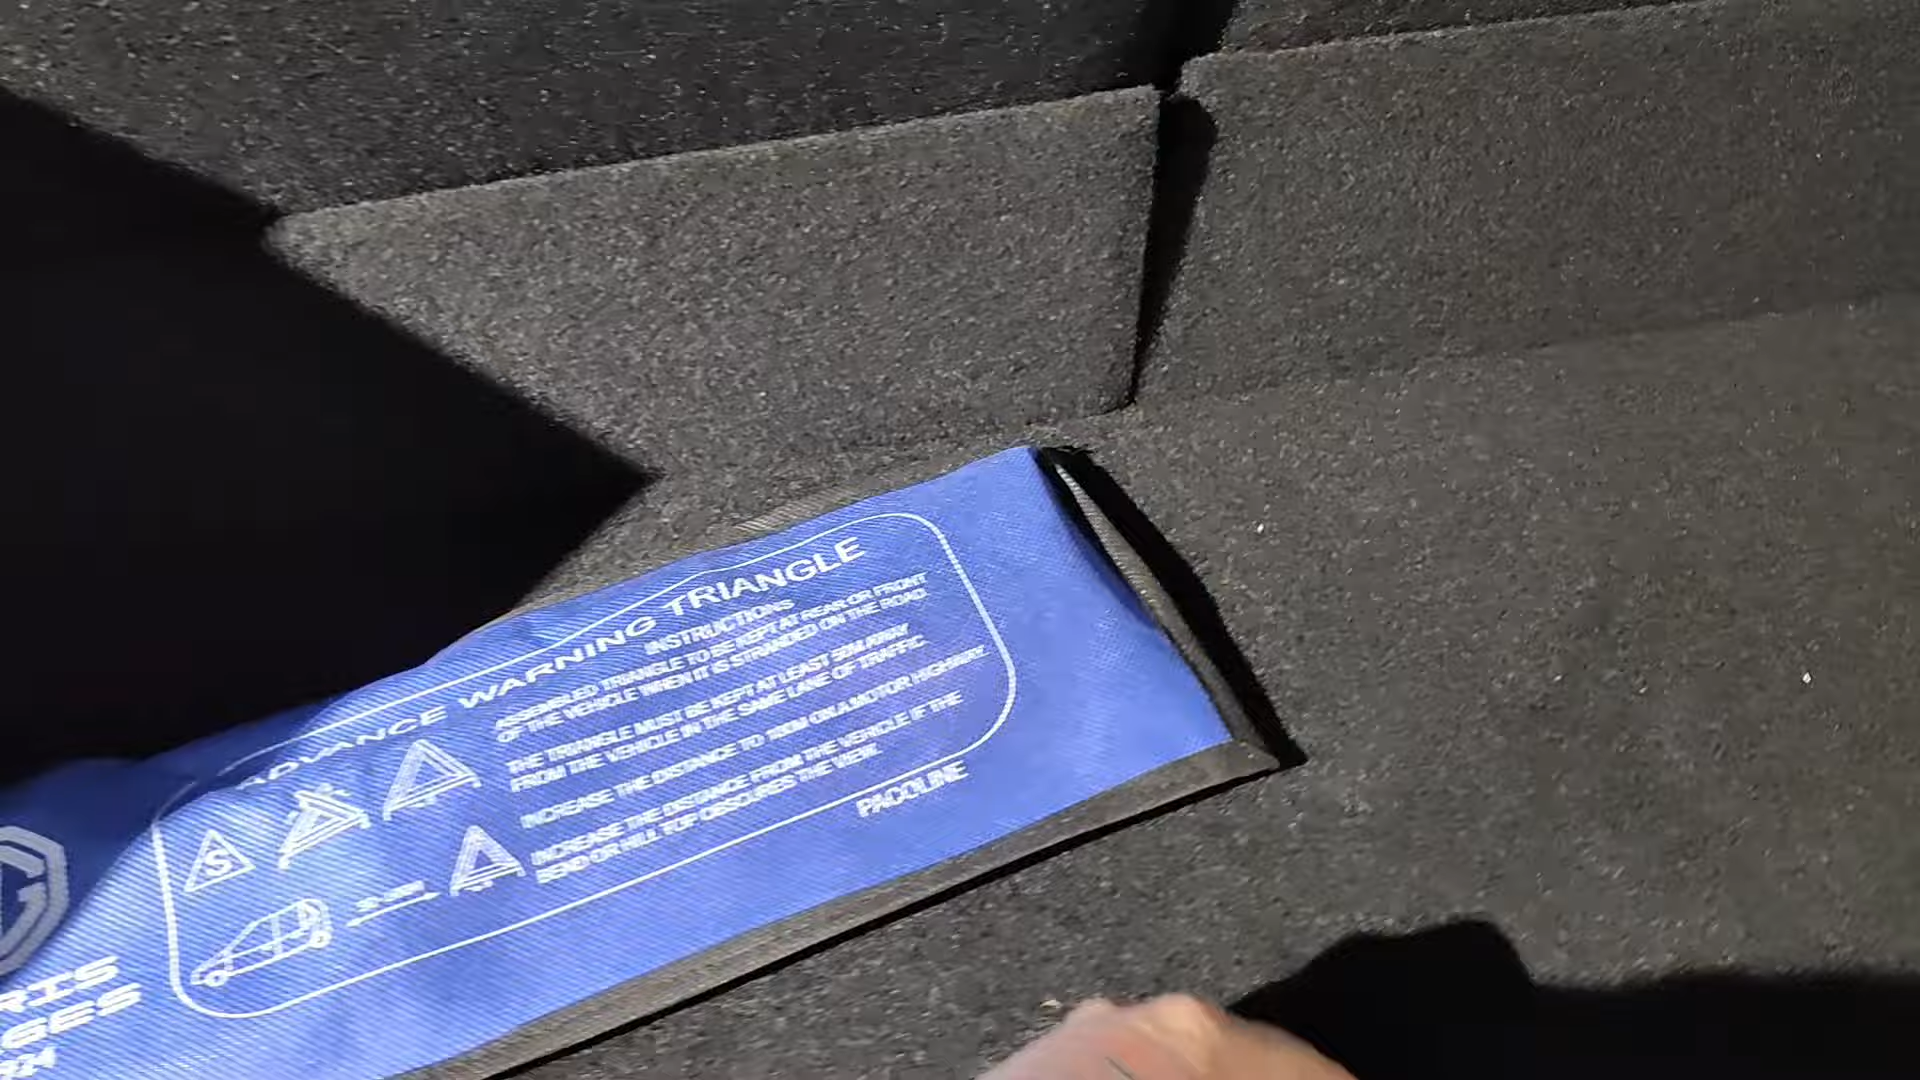 ADVANCE WARNING TRIANGLE
INSTRUCTIONS
ASSEMBLED TRIANGLE TO BE KEPT AT REAR OR FRONT
OF THE VEHICLE WHEN IT IS STRANDED ON THE ROAD
THE TRIANGLE MUST BE KEPT AT LEAST 50M AWAY
FROM THE VEHICLE IN THE SAME LANE OF TRAFFIC.
INCREASE THE DISTANCE TO 100M ON A MOTOR HIGHWAY.
INCREASE THE DISTANCE FROM THE VEHICLE IF THE
BEND OR HILL TOP OBSCURES THE VIEW.
S
PACOLINE
G
RIS
GES